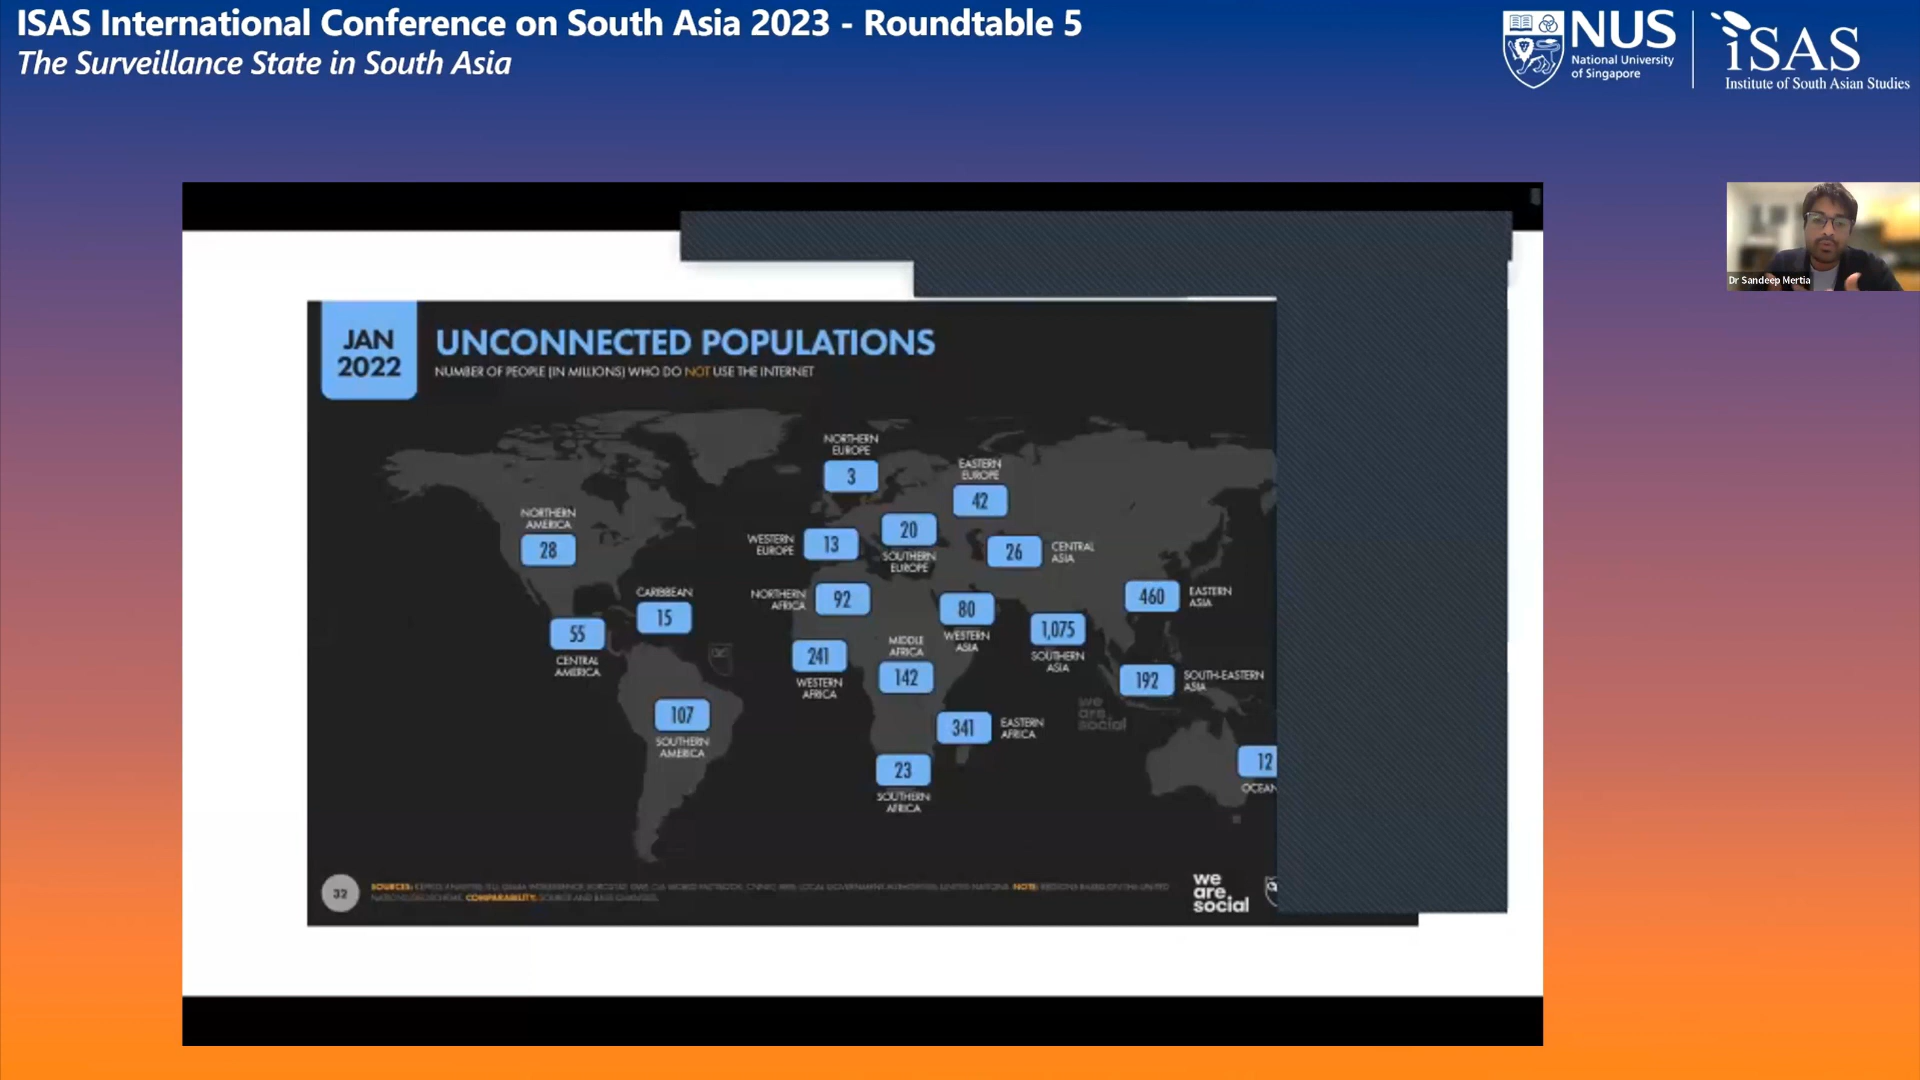 ISAS International Conference on South Asia 2023 - Roundtable 5
The Surveillance State in South Asia
NUS
National University
of Singapore
iSAS
Institute of South Asian Studies
Dr Sandeep Mertia
JAN
2022
UNCONNECTED POPULATIONS
NUMBER OF PEOPLE (IN MILLIONS) WHO DO NOT USE THE INTERNET
NORTHERN
EUROPE
3
EASTERN
EUROPE
42
NORTHERN
AMERICA
28
WESTERN
EUROPE
13
20
SOUTHERN
EUROPE
26
CENTRAL
ASIA
CARIBBEAN
15
NORTHERN
AFRICA
92
80
WESTERN
ASIA
460
EASTERN
ASIA
55
CENTRAL
AMERICA
241
WESTERN
AFRICA
MIDDLE
AFRICA
142
1,075
SOUTHERN
ASIA
192
SOUTH-EASTERN
ASIA
we
are
social
107
SOUTHERN
AMERICA
341
EASTERN
AFRICA
23
SOUTHERN
AFRICA
12
OCEAN
32
SOURCES:
NOTE:
COMPARABILITY:
we
are
social